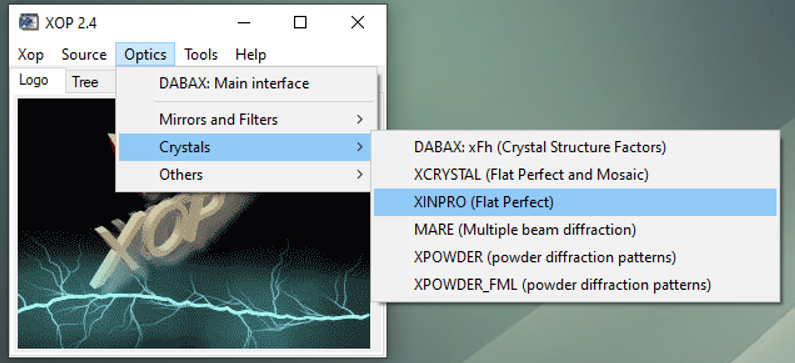 XOP 2.4
Xop Source Optics Tools Help
Logo Tree
DABAX: Main interface
Mirrors and Filters
Crystals
Others
DABAX: xFh (Crystal Structure Factors)
XCRYSTAL (Flat Perfect and Mosaic)
XINPRO (Flat Perfect)
MARE (Multiple beam diffraction)
XPOWDER (powder diffraction patterns)
XPOWDER_FML (powder diffraction patterns)
XOP